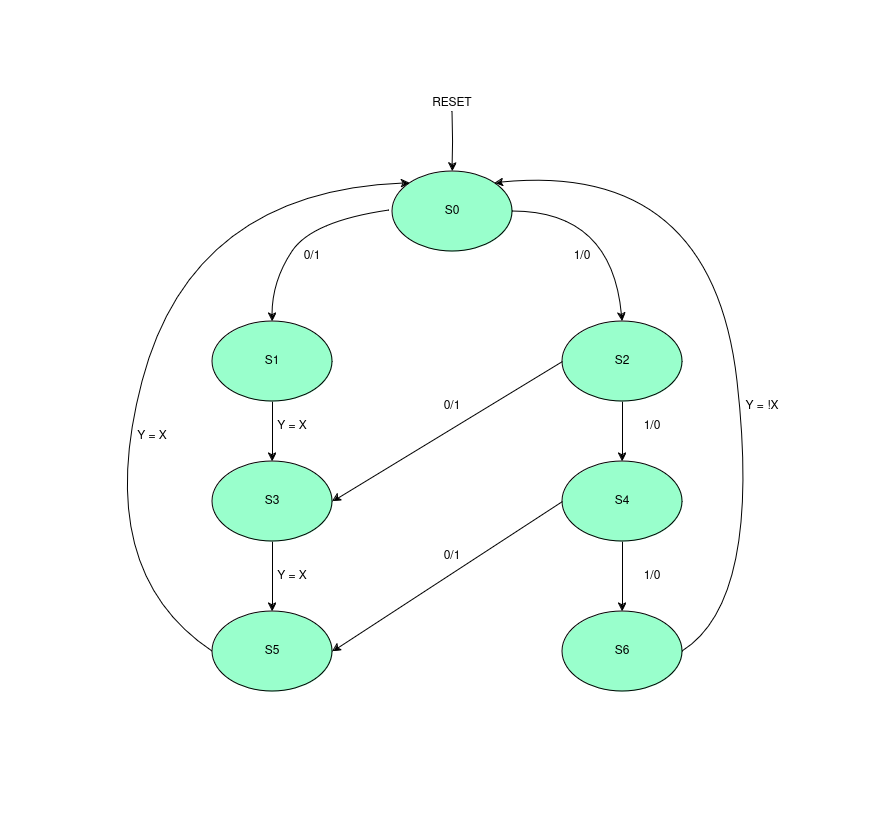 RESET
S0
0/1
1/0
S1
S2
0/1
Y = !X
Y = X
1/0
Y = X
S3
S4
0/1
Y = X
1/0
S5
S6